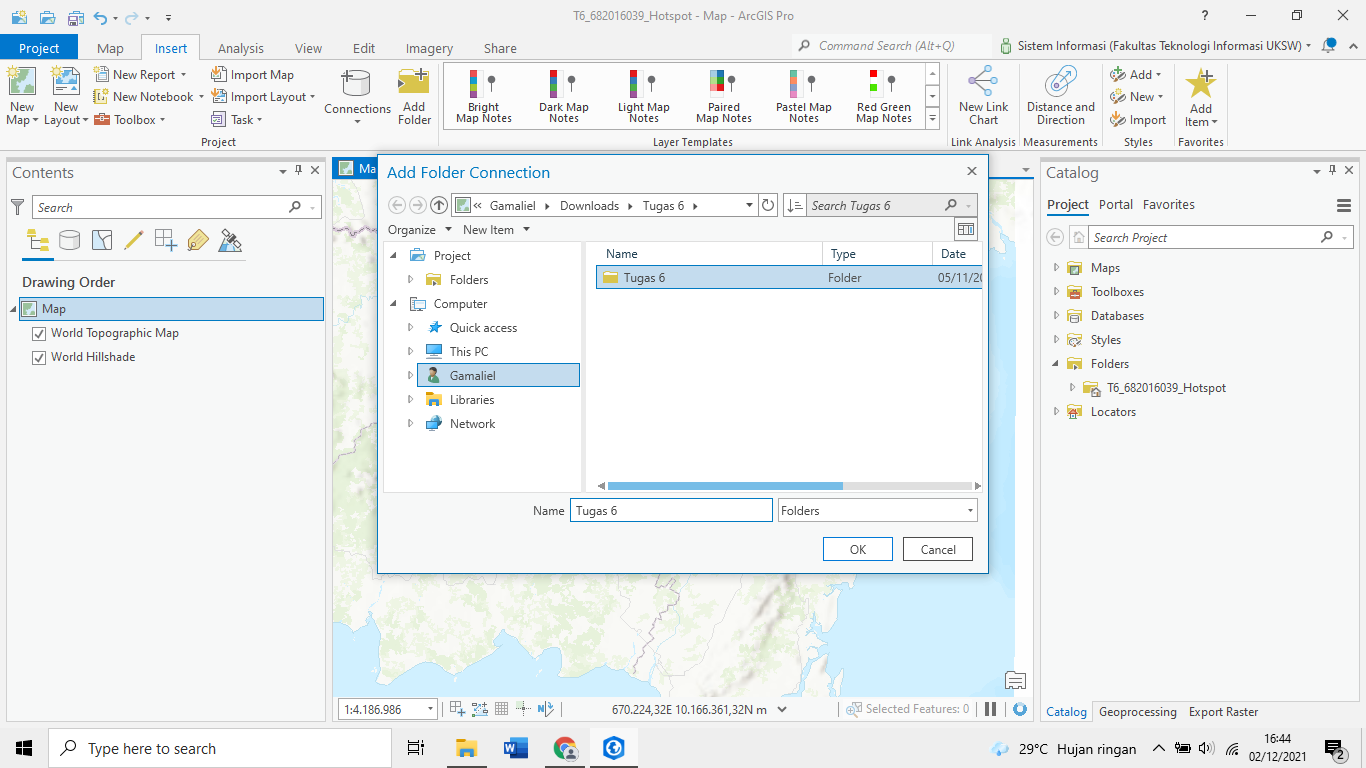 T6_682016039_Hotspot - Map - ArcGIS Pro
Project Map Insert Analysis View Edit Imagery Share
Command Search (Alt+Q)
Sistem Informasi (Fakultas Teknologi Informasi UKSW)
New Map
New Layout
New Report
New Notebook
Toolbox
Import Map
Import Layout
Task
Connections
Add Folder
Project
Bright Map Notes
Dark Map Notes
Light Map Notes
Paired Map Notes
Pastel Map Notes
Red Green Map Notes
Layer Templates
New Link Chart
Link Analysis
Distance and Direction
Measurements
Add
New
Import
Styles
Add Item
Favorites
Contents
Search
Drawing Order
Map
World Topographic Map
World Hillshade
Ma
Add Folder Connection
« Gamaliel Downloads Tugas 6
Search Tugas 6
Organize New Item
Project
Folders
Computer
Quick access
This PC
Gamaliel
Libraries
Network
Name Type Date
Tugas 6 Folder 05/11/20
Name Tugas 6 Folders
OK Cancel
1:4.186.986
670.224,32E 10.166.361,32N m
Selected Features: 0
Catalog
Project Portal Favorites
Search Project
Maps
Toolboxes
Databases
Styles
Folders
T6_682016039_Hotspot
Locators
Catalog Geoprocessing Export Raster
Type here to search
29°C Hujan ringan
16:44
02/12/2021
2